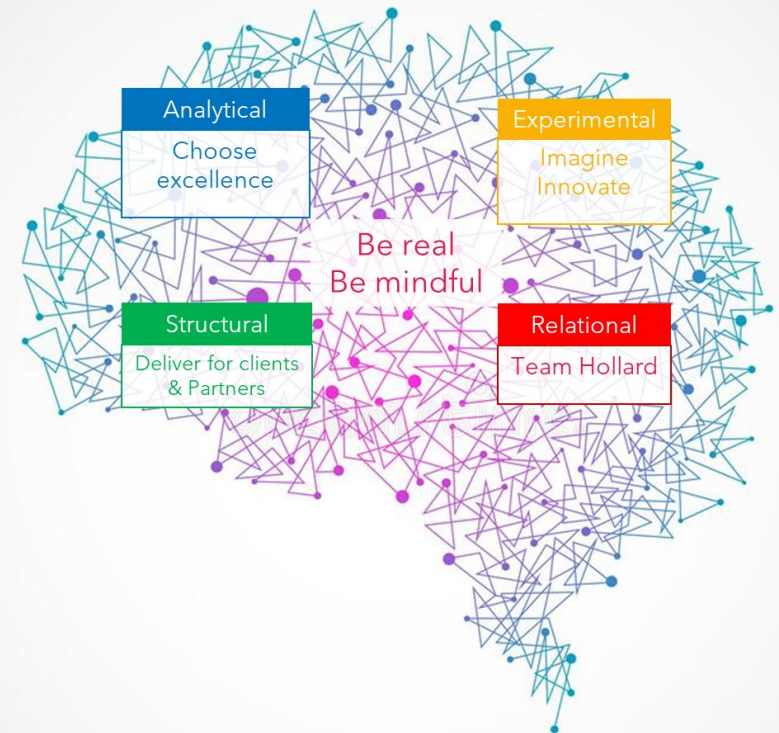 Analytical
Choose
excellence
Experimental
Imagine
Innovate
Be real
Be mindful
Structural
Deliver for clients
& Partners
Relational
Team Hollard